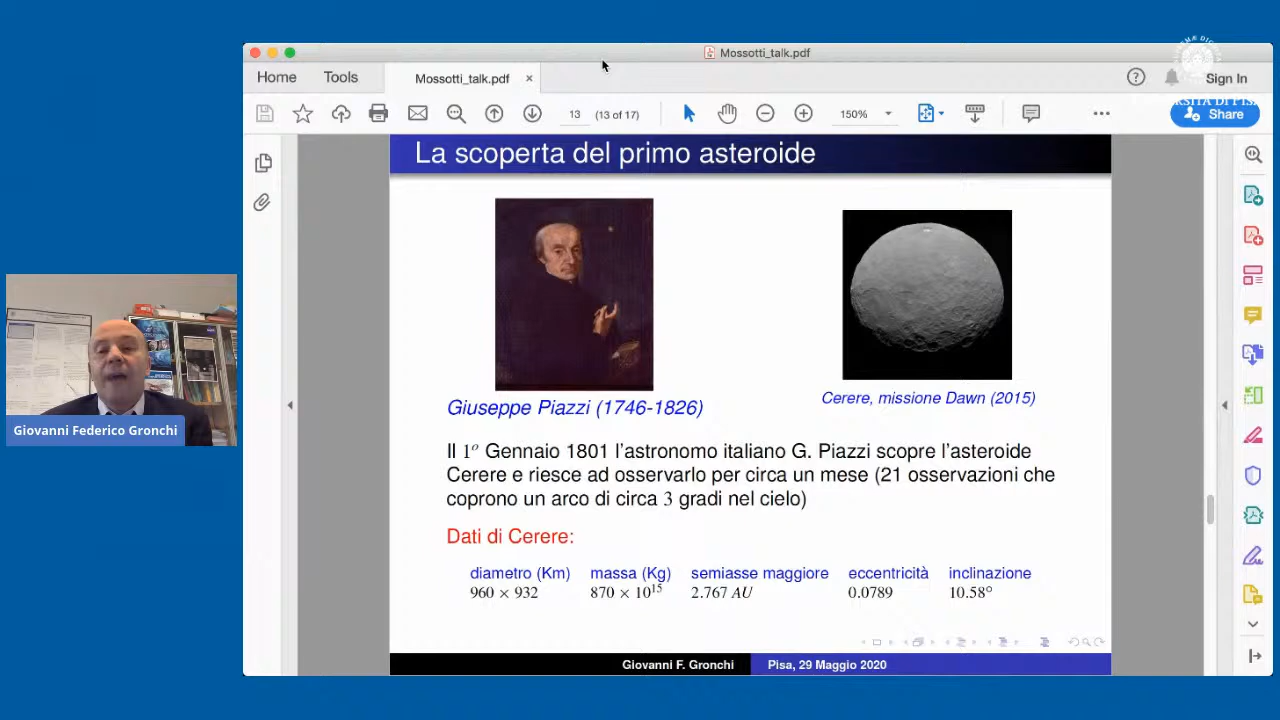 Mossotti_talk.pdf
Home
Tools
Mossotti_talk.pdf
×
Sign In
13
(13 of 17)
150%
Share
La scoperta del primo asteroide
Giuseppe Piazzi (1746-1826)
Cerere, missione Dawn (2015)
Il 1º Gennaio 1801 l'astronomo italiano G. Piazzi scopre l'asteroide
Cerere e riesce ad osservarlo per circa un mese (21 osservazioni che
coprono un arco di circa 3 gradi nel cielo)
Dati di Cerere:
diametro (Km) massa (Kg) semiasse maggiore eccentricità inclinazione
960 × 932 870 × 10¹⁵ 2.767 AU 0.0789 10.58°
Giovanni F. Gronchi
Pisa, 29 Maggio 2020
Giovanni Federico Gronchi